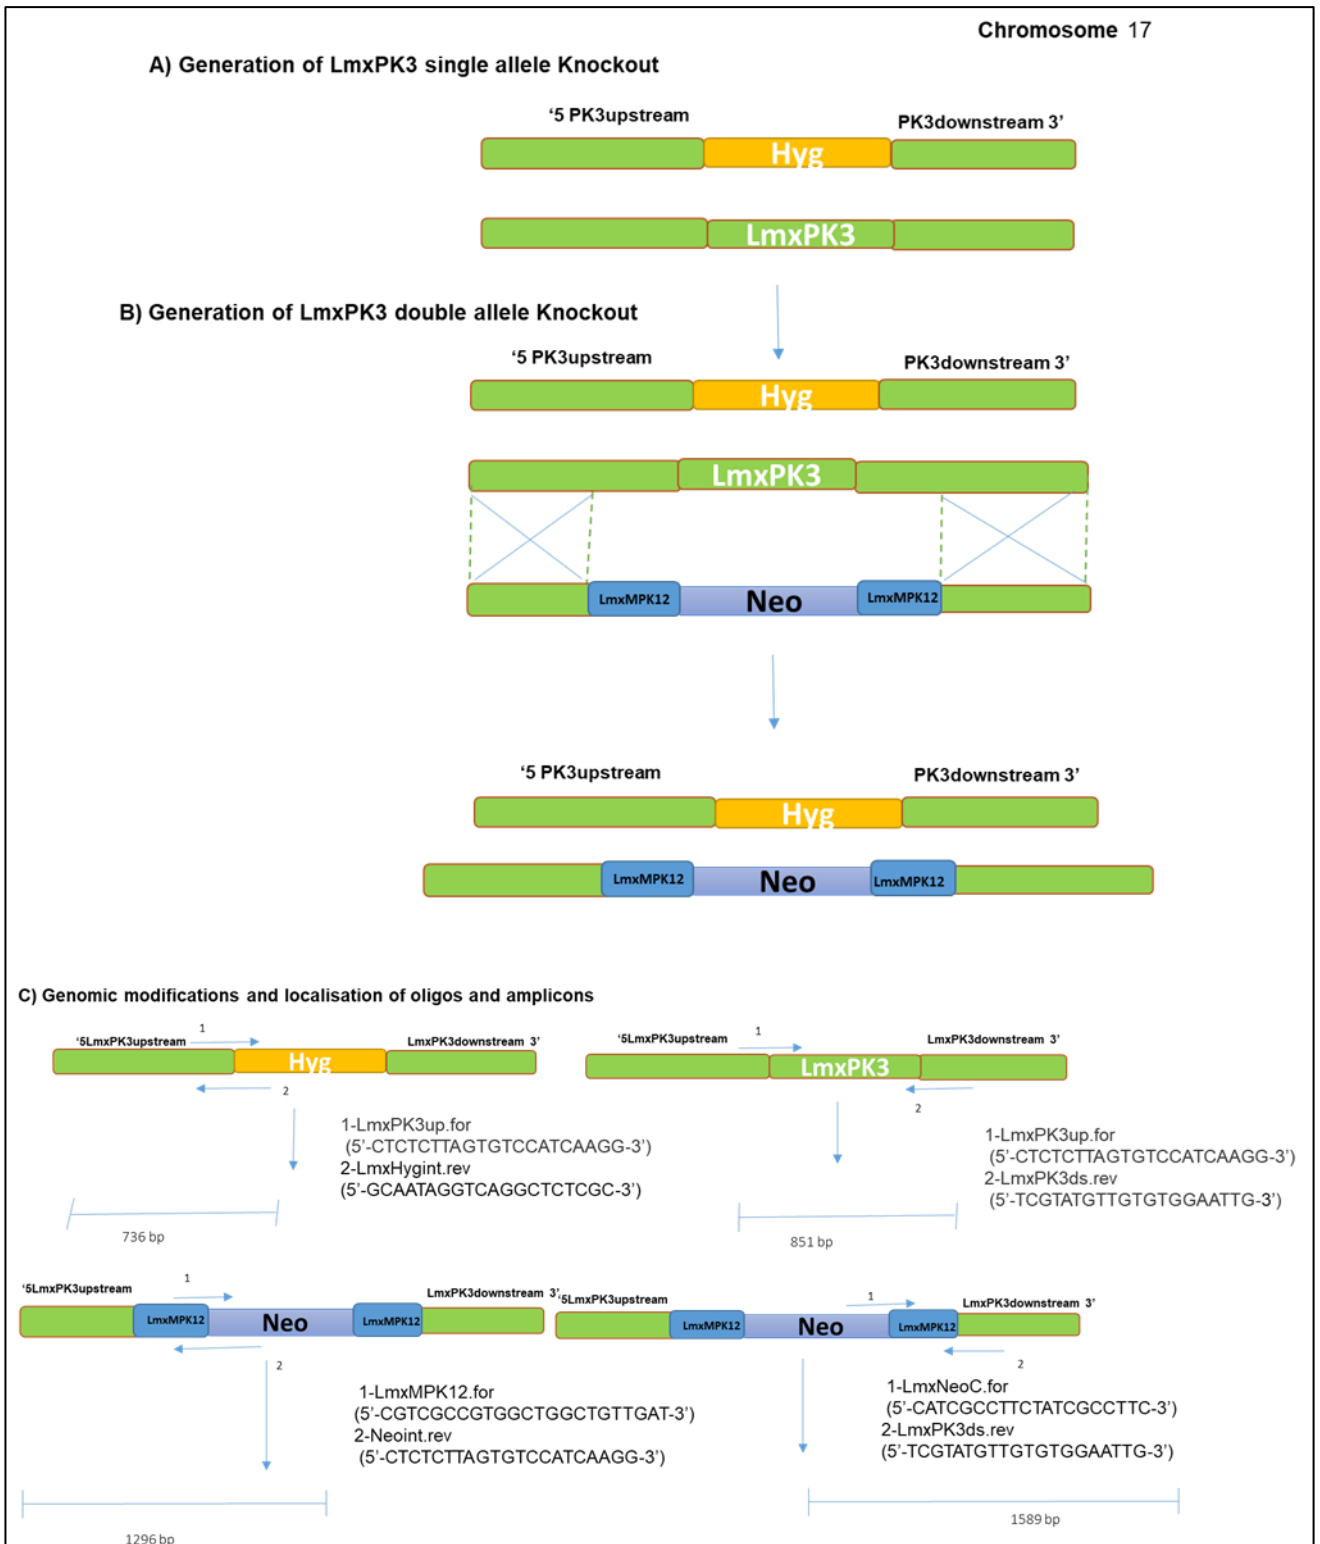 Chromosome 17
A) Generation of LmxPK3 single allele Knockout
‘5 PK3upstream
PK3downstream 3’
Hyg
LmxPK3
B) Generation of LmxPK3 double allele Knockout
‘5 PK3upstream
PK3downstream 3’
Hyg
LmxPK3
LmxMPK12 Neo LmxMPK12
‘5 PK3upstream
PK3downstream 3’
Hyg
LmxMPK12 Neo LmxMPK12
C) Genomic modifications and localisation of oligos and amplicons
1
‘5LmxPK3upstream
LmxPK3downstream 3’
Hyg
2
1-LmxPK3up.for
(5’-CTCTCTTAGTGTCCATCAAGG-3’)
2-LmxHygint.rev
(5’-GCAATAGGTCAGGCTCTCGC-3’)
736 bp
1
‘5LmxPK3upstream
LmxPK3downstream 3’
LmxPK3
2
1-LmxPK3up.for
(5’-CTCTCTTAGTGTCCATCAAGG-3’)
2-LmxPK3ds.rev
(5’-TCGTATGTTGTGTGGAATTG-3’)
851 bp
‘5LmxPK3upstream
1
LmxPK3downstream 3’
LmxMPK12 Neo LmxMPK12
2
1-LmxMPK12.for
(5’-CGTCGCCGTGGCTGGCTGTTGAT-3’)
2-Neoint.rev
(5’-CTCTCTTAGTGTCCATCAAGG-3’)
1296 bp
‘5LmxPK3upstream
1
LmxPK3downstream 3’
LmxMPK12 Neo LmxMPK12
2
1-LmxNeoC.for
(5’-CATCGCCTTCTATCGCCTTC-3’)
2-LmxPK3ds.rev
(5’-TCGTATGTTGTGTGGAATTG-3’)
1589 bp